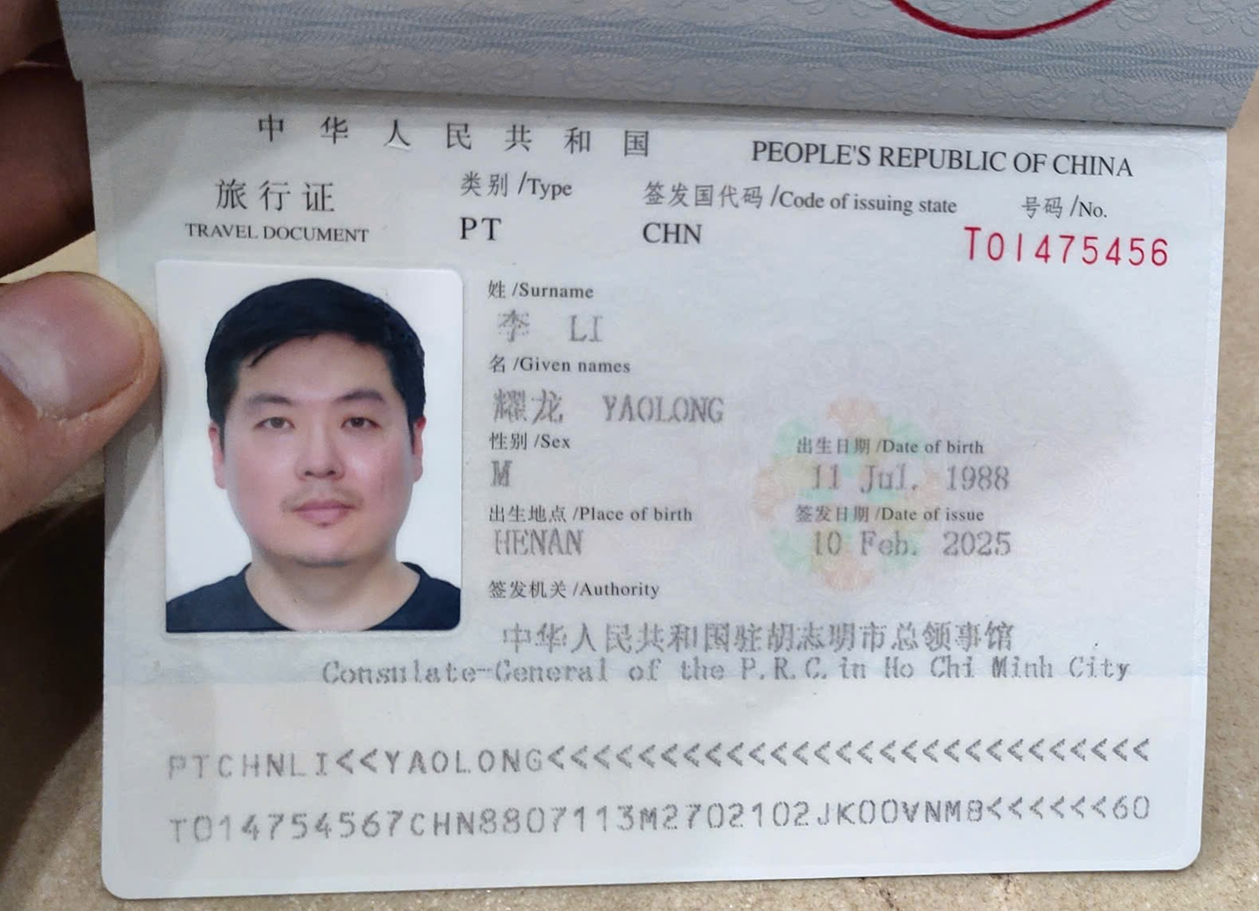 中华人民共和国 PEOPLE'S REPUBLIC OF CHINA
旅行证 类别 /Type 签发国代码 /Code of issuing state 号码 /No.
TRAVEL DOCUMENT PT CHN T01475456
姓 /Surname
李 LI
名 /Given names
耀龙 YAOLONG
性别 /Sex 出生日期 /Date of birth
M 11 Jul. 1988
出生地点 /Place of birth 签发日期 /Date of issue
HENAN 10 Feb. 2025
签发机关 /Authority
中华人民共和国驻胡志明市总领事馆
Consulate-General of the P.R.C. in Ho Chi Minh City
PTCHNLI<<YAOLONG<<<<<<<<<<<<<<<<<<<<<<<<<<<<
T014754567CHN8807113M2702102JK00VNM8<<<<<<60